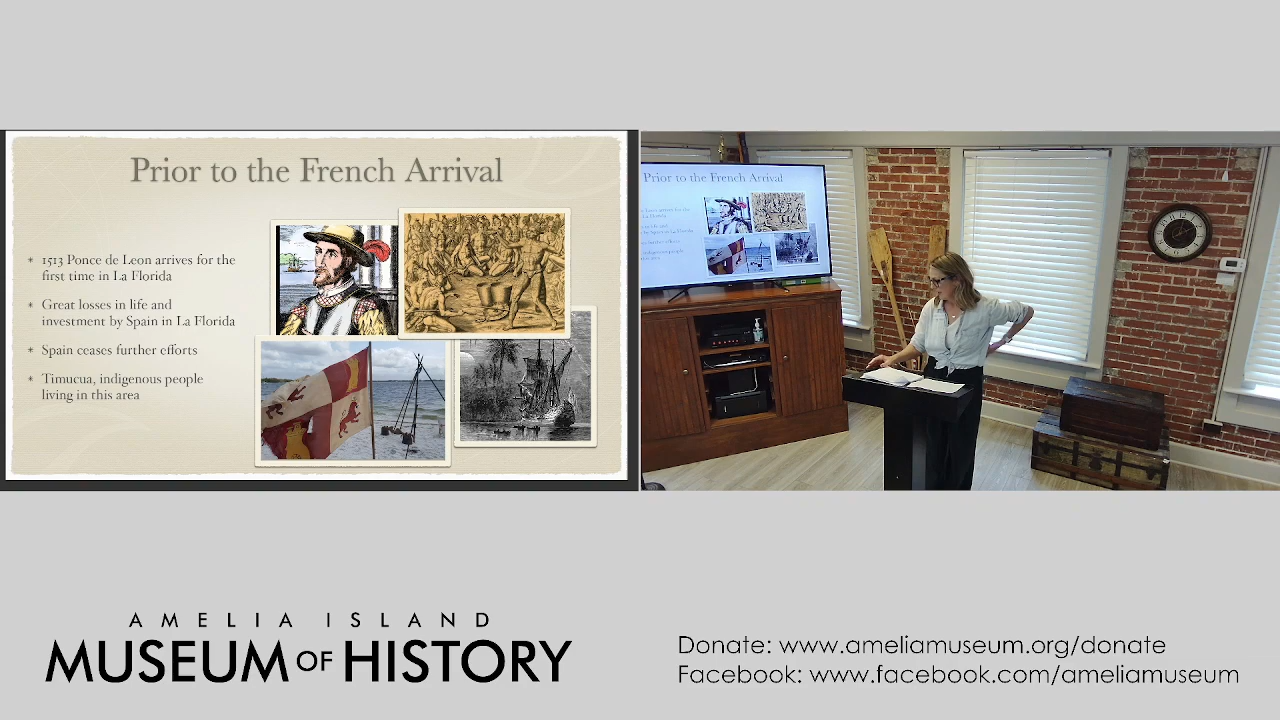 Prior to the French Arrival
* 1513 Ponce de Leon arrives for the
first time in La Florida
* Great losses in life and
investment by Spain in La Florida
* Spain ceases further efforts
* Timucua, indigenous people
living in this area
Prior to the French Arrival
AMELIA ISLAND
MUSEUM OF HISTORY
Donate: www.ameliamuseum.org/donate
Facebook: www.facebook.com/ameliamuseum